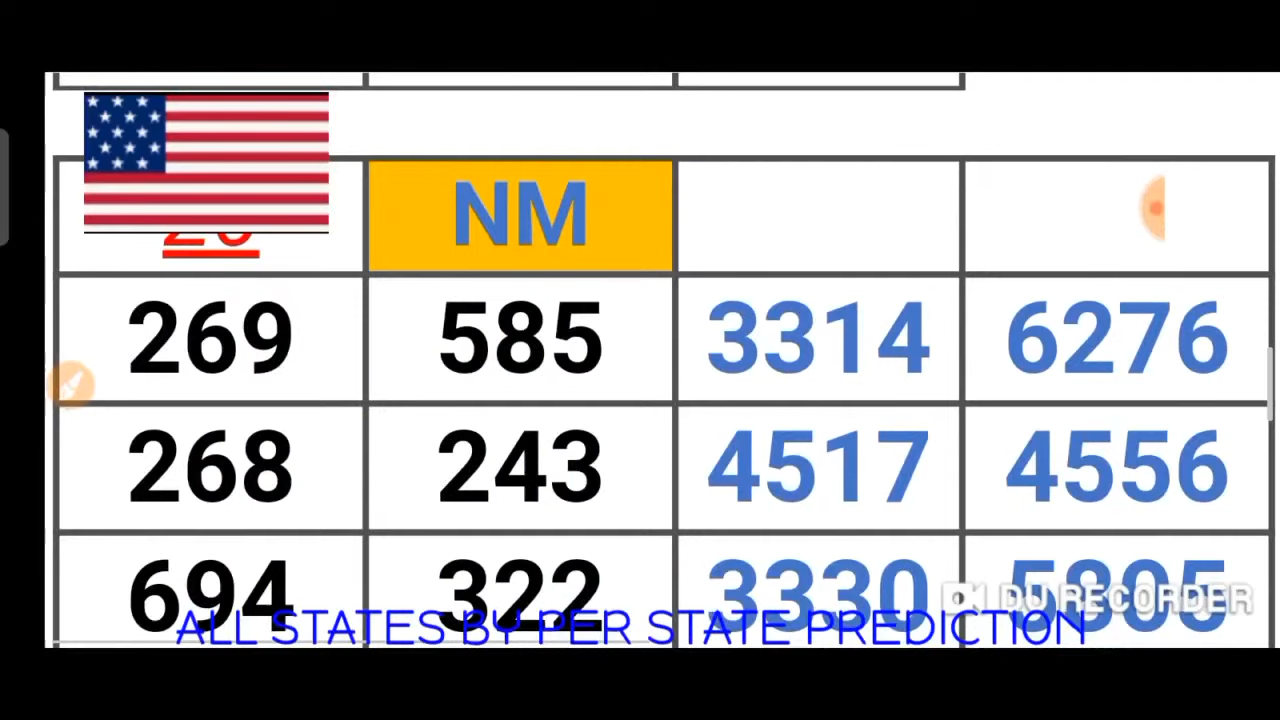 NM
269 585 3314 6276
268 243 4517 4556
694 322 3330 5805
DU RECORDER
ALL STATES BY PER STATE PREDICTION